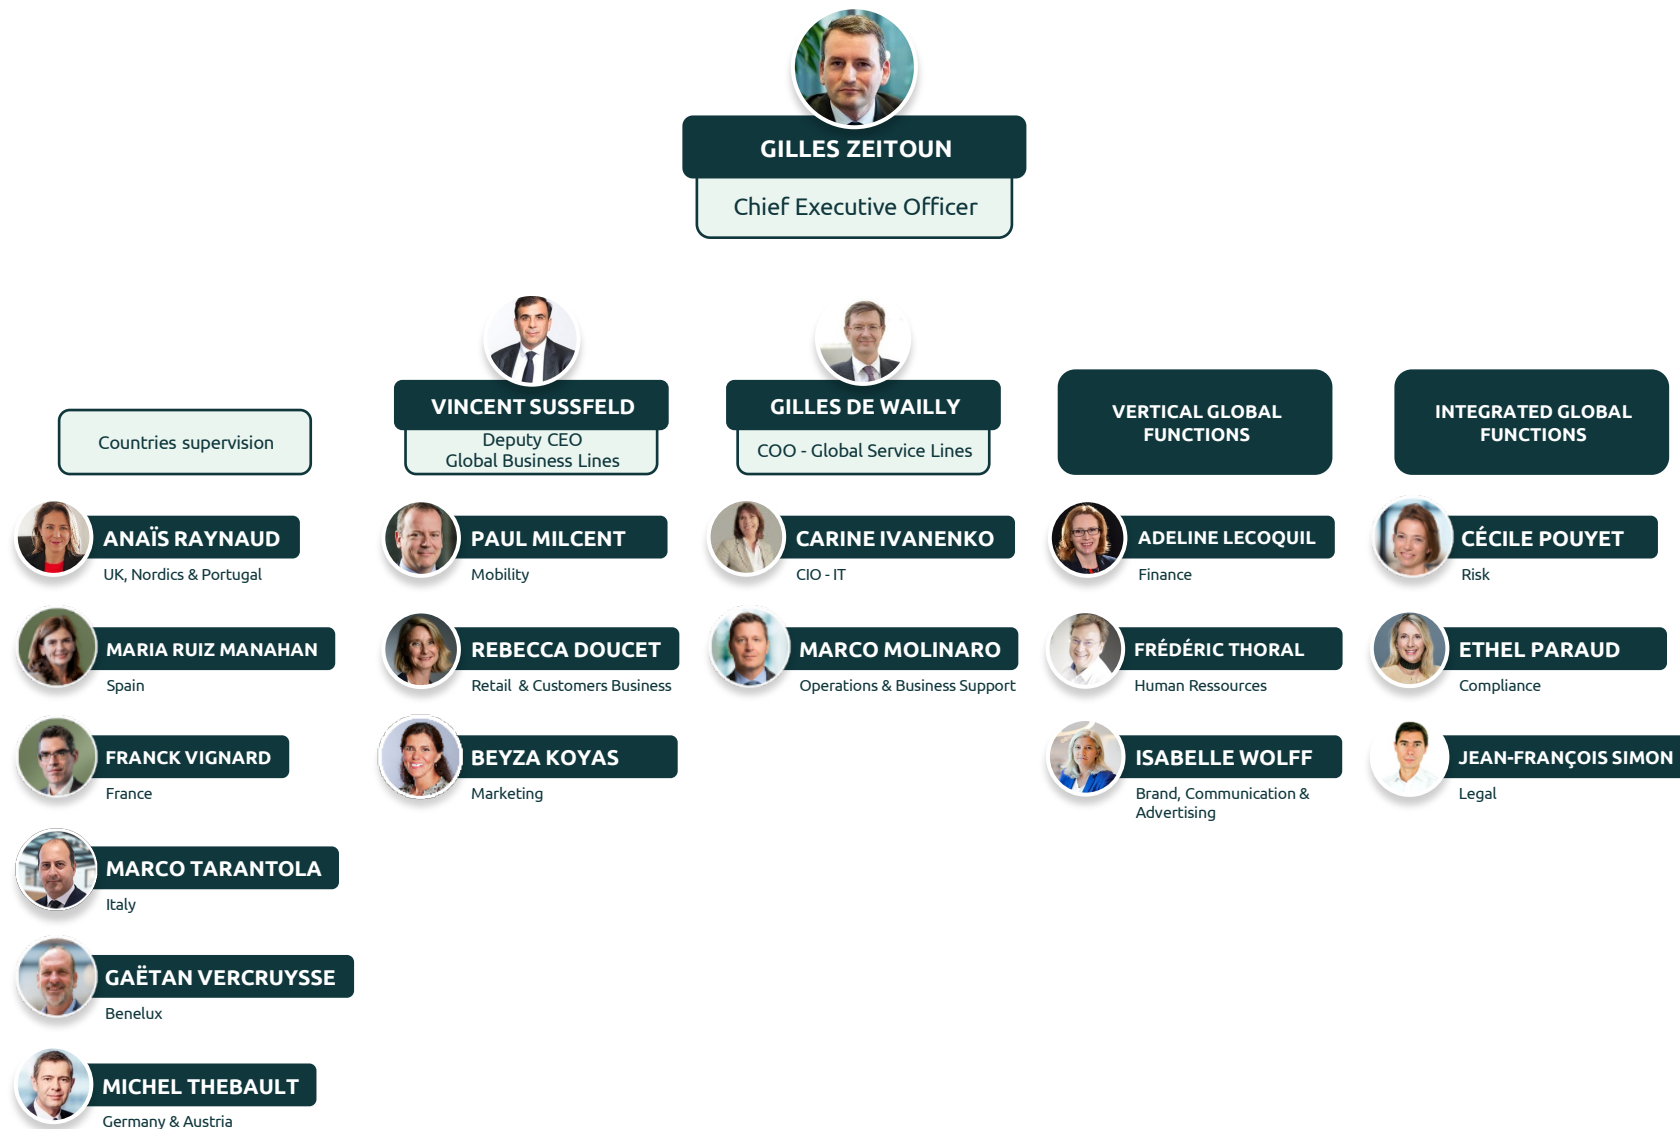 GILLES ZEITOUN
Chief Executive Officer
Countries supervision
ANAÏS RAYNAUD
UK, Nordics & Portugal
MARIA RUIZ MANAHAN
Spain
FRANCK VIGNARD
France
MARCO TARANTOLA
Italy
GAËTAN VERCRUYSSE
Benelux
MICHEL THEBAULT
Germany & Austria
VINCENT SUSSFELD
Deputy CEO
Global Business Lines
PAUL MILCENT
Mobility
REBECCA DOUCET
Retail & Customers Business
BEYZA KOYAS
Marketing
GILLES DE WAILLY
COO - Global Service Lines
CARINE IVANENKO
CIO - IT
MARCO MOLINARO
Operations & Business Support
VERTICAL GLOBAL
FUNCTIONS
ADELINE LECOQUIL
Finance
FRÉDÉRIC THORAL
Human Ressources
ISABELLE WOLFF
Brand, Communication &
Advertising
INTEGRATED GLOBAL
FUNCTIONS
CÉCILE POUYET
Risk
ETHEL PARAUD
Compliance
JEAN-FRANÇOIS SIMON
Legal